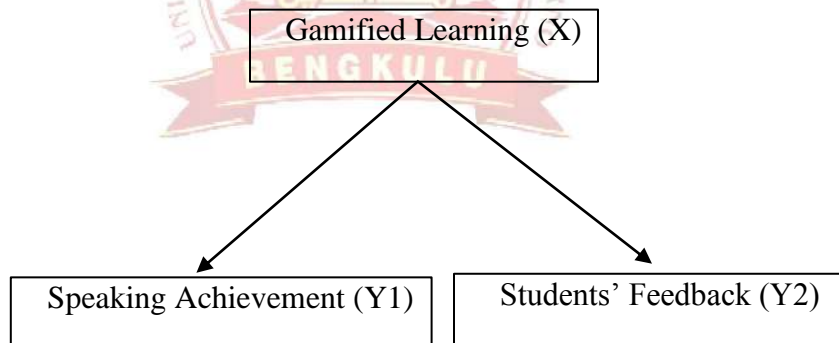 Gamified Learning (X)
BENGKULU
Speaking Achievement (Y1)
Students’ Feedback (Y2)